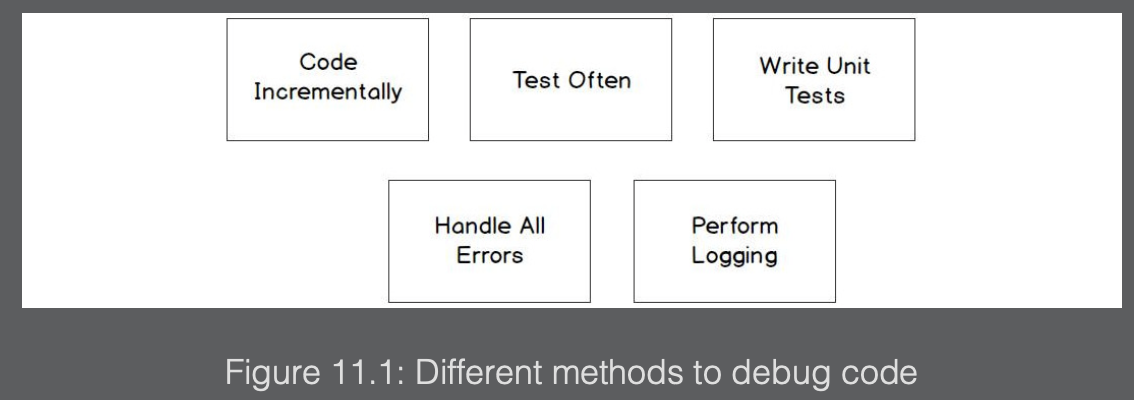 Code
Incrementally
Test Often
Write Unit
Tests
Handle All
Errors
Perform
Logging
Figure 11.1: Different methods to debug code